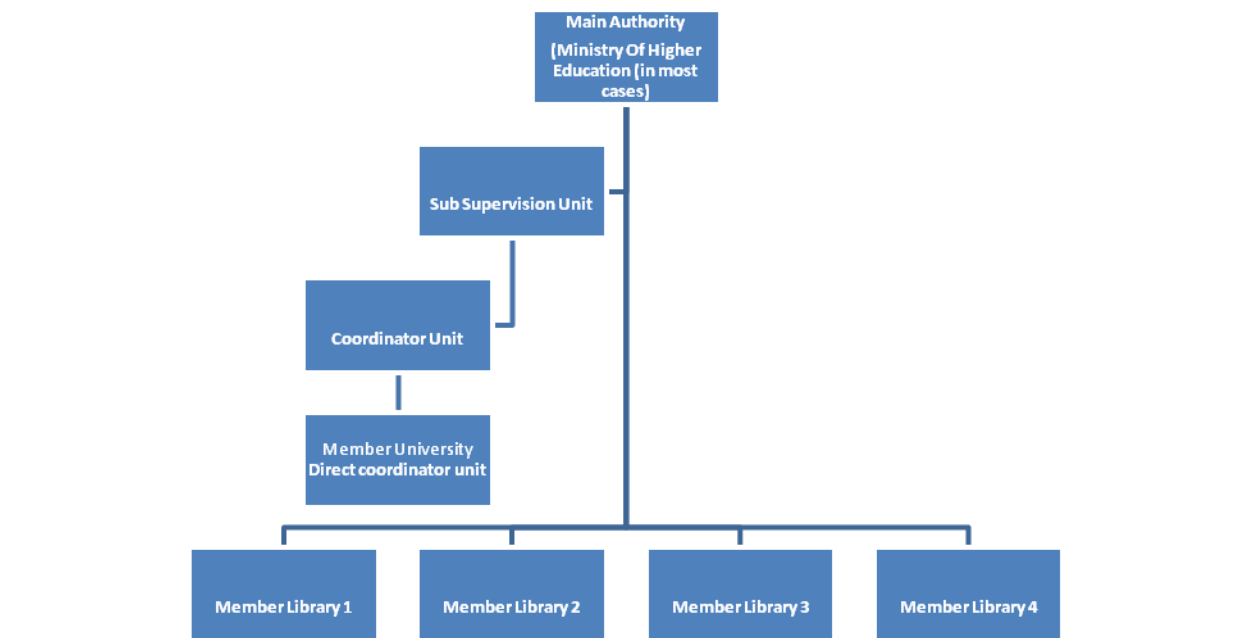 Main Authority
(Ministry Of Higher
Education (in most
cases)
Sub Supervision Unit
Coordinator Unit
Member University
Direct coordinator unit
Member Library 1
Member Library 2
Member Library 3
Member Library 4